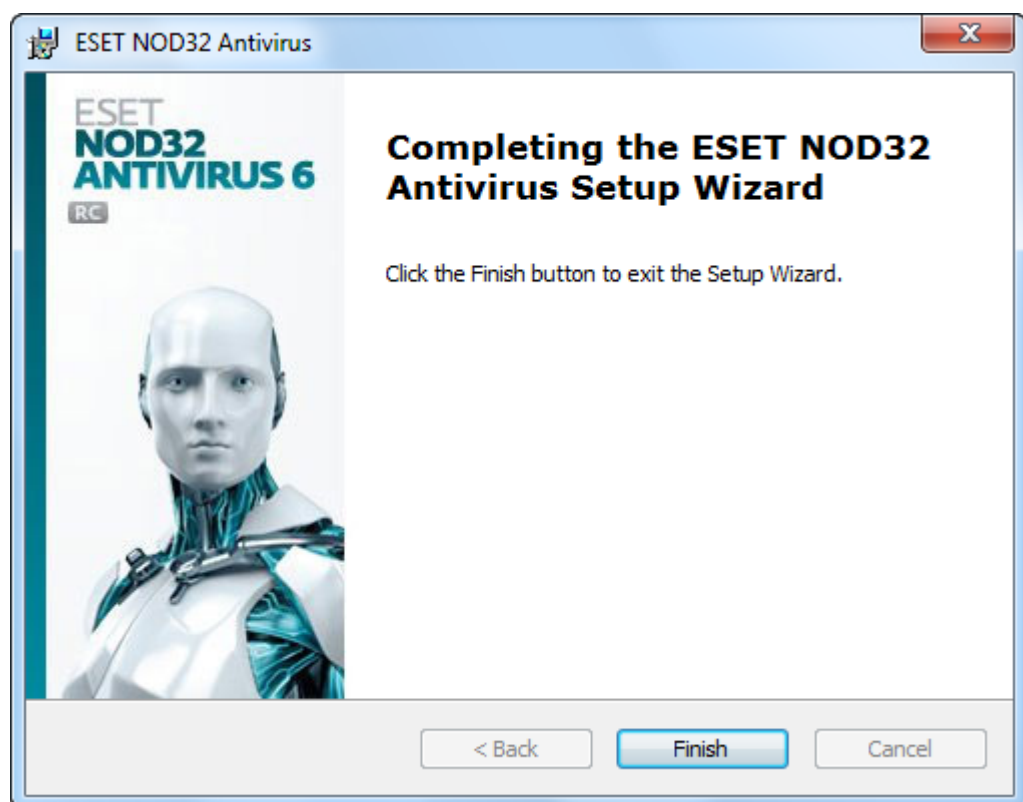 ESET NOD32 Antivirus
ESET
NOD32
ANTIVIRUS 6
RC
Completing the ESET NOD32
Antivirus Setup Wizard
Click the Finish button to exit the Setup Wizard.
< Back Finish Cancel